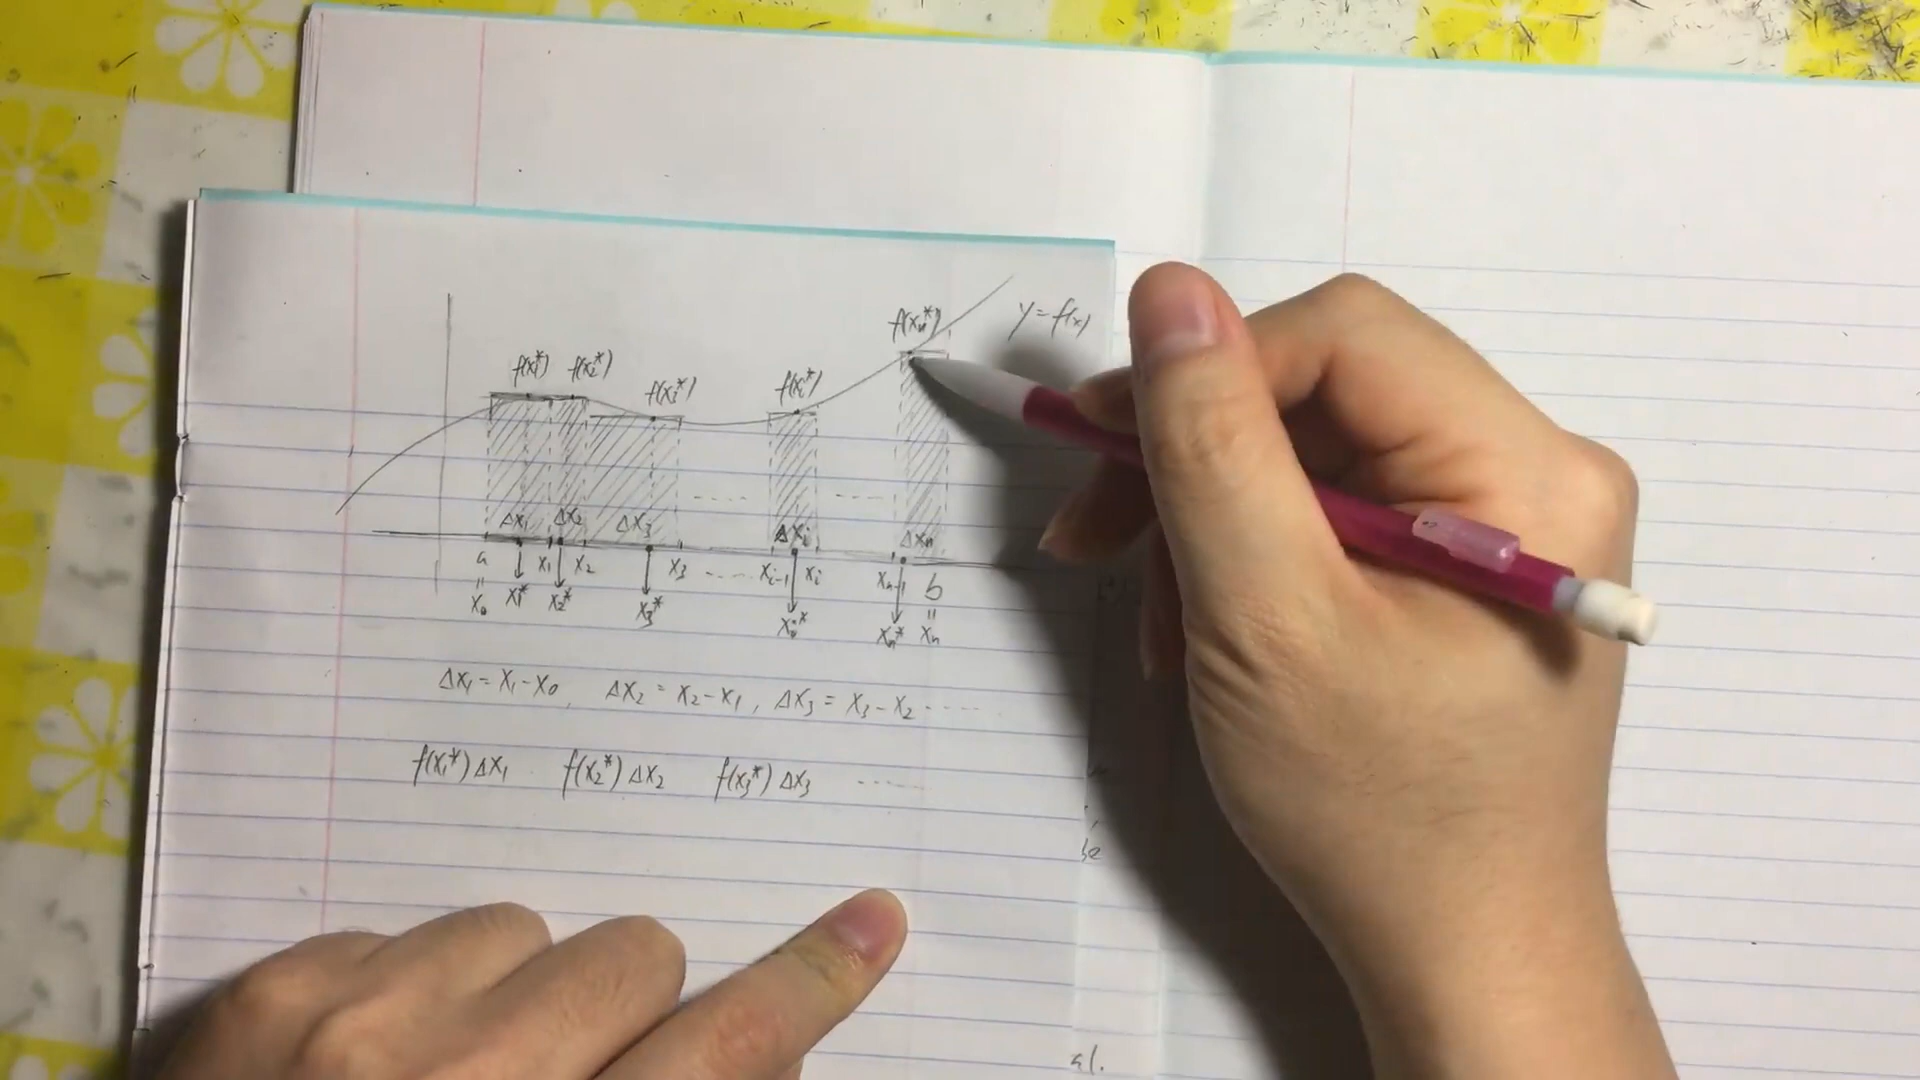 f(xₙ*) y=f(x)
f(x₁*) f(x₂*) f(x₃*) f(xᵢ*)
Δx₁ Δx₂ Δx₃ Δxᵢ Δxₙ
a x₁ x₂ x₃ ..... xᵢ₋₁ xᵢ xₙ₋₁ b
= = 
x₀ x₁* x₂* x₃* xᵢ* xₙ* xₙ
Δx₁ = x₁-x₀, Δx₂ = x₂-x₁, Δx₃ = x₃-x₂ .....
f(x₁*)Δx₁ f(x₂*)Δx₂ f(x₃*)Δx₃ .....